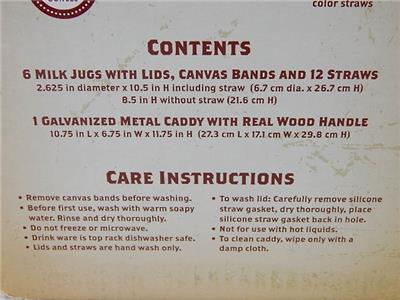 color straws
CONTENTS
6 MILK JUGS WITH LIDS, CANVAS BANDS AND 12 STRAWS
2.625 in diameter x 10.5 in H including straw (6.7 cm dia. x 26.7 cm H)
8.5 in H without straw (21.6 cm H)
1 GALVANIZED METAL CADDY WITH REAL WOOD HANDLE
10.75 in L x 6.75 in W x 11.75 in H (27.3 cm L x 17.1 cm W x 29.8 cm H)
CARE INSTRUCTIONS
• Remove canvas bands before washing.
• Before first use, wash with warm soapy
water. Rinse and dry thoroughly.
• Do not freeze or microwave.
• Drink ware is top rack dishwasher safe.
• Lids and straws are hand wash only.
• To wash lid: Carefully remove silicone
straw gasket, dry thoroughly, place
silicone straw gasket back in hole.
• Not for use with hot liquids.
• To clean caddy, wipe only with a
damp cloth.